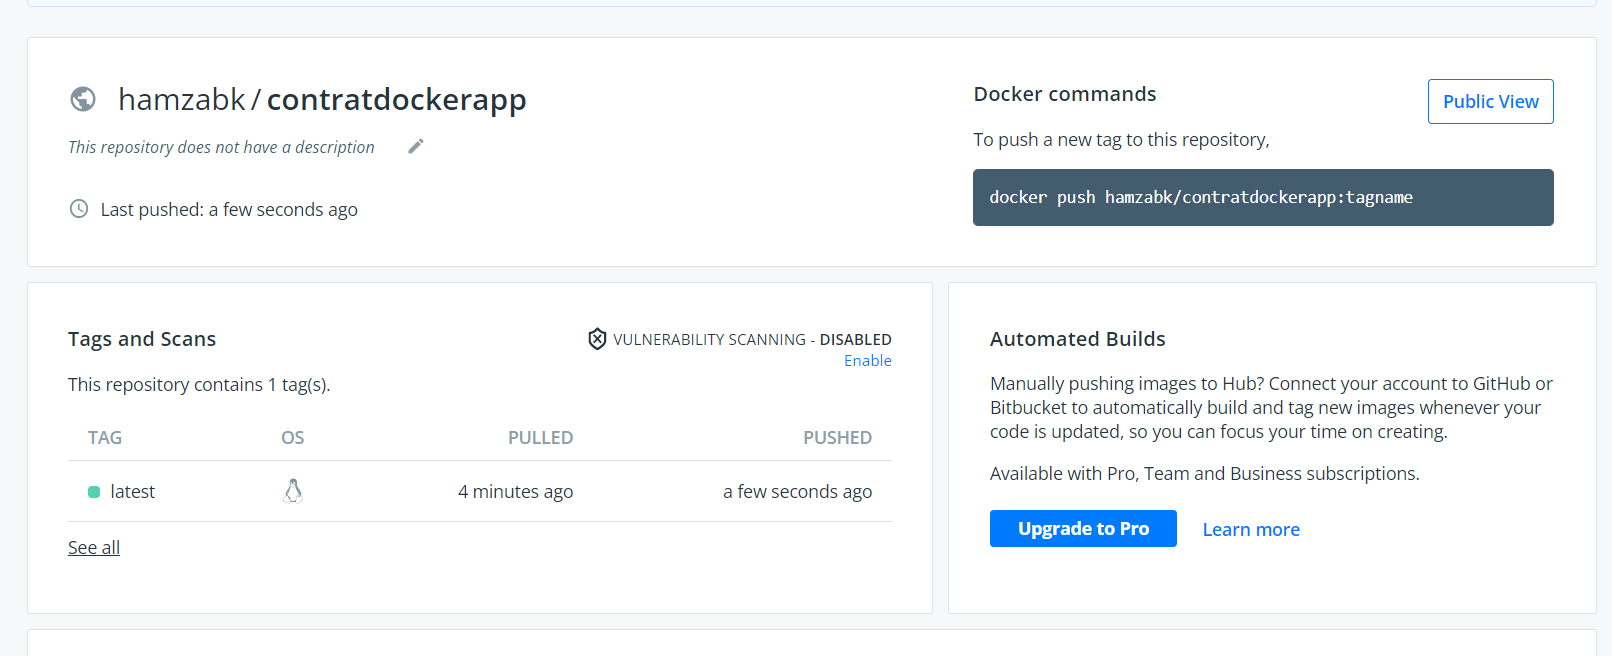 hamzabk / contratdockerapp
This repository does not have a description
Last pushed: a few seconds ago
Docker commands
Public View
To push a new tag to this repository,
docker push hamzabk/contratdockerapp:tagname
Tags and Scans
VULNERABILITY SCANNING - DISABLED
Enable
This repository contains 1 tag(s).
TAG OS PULLED PUSHED
latest 4 minutes ago a few seconds ago
See all
Automated Builds
Manually pushing images to Hub? Connect your account to GitHub or
Bitbucket to automatically build and tag new images whenever your
code is updated, so you can focus your time on creating.
Available with Pro, Team and Business subscriptions.
Upgrade to Pro Learn more